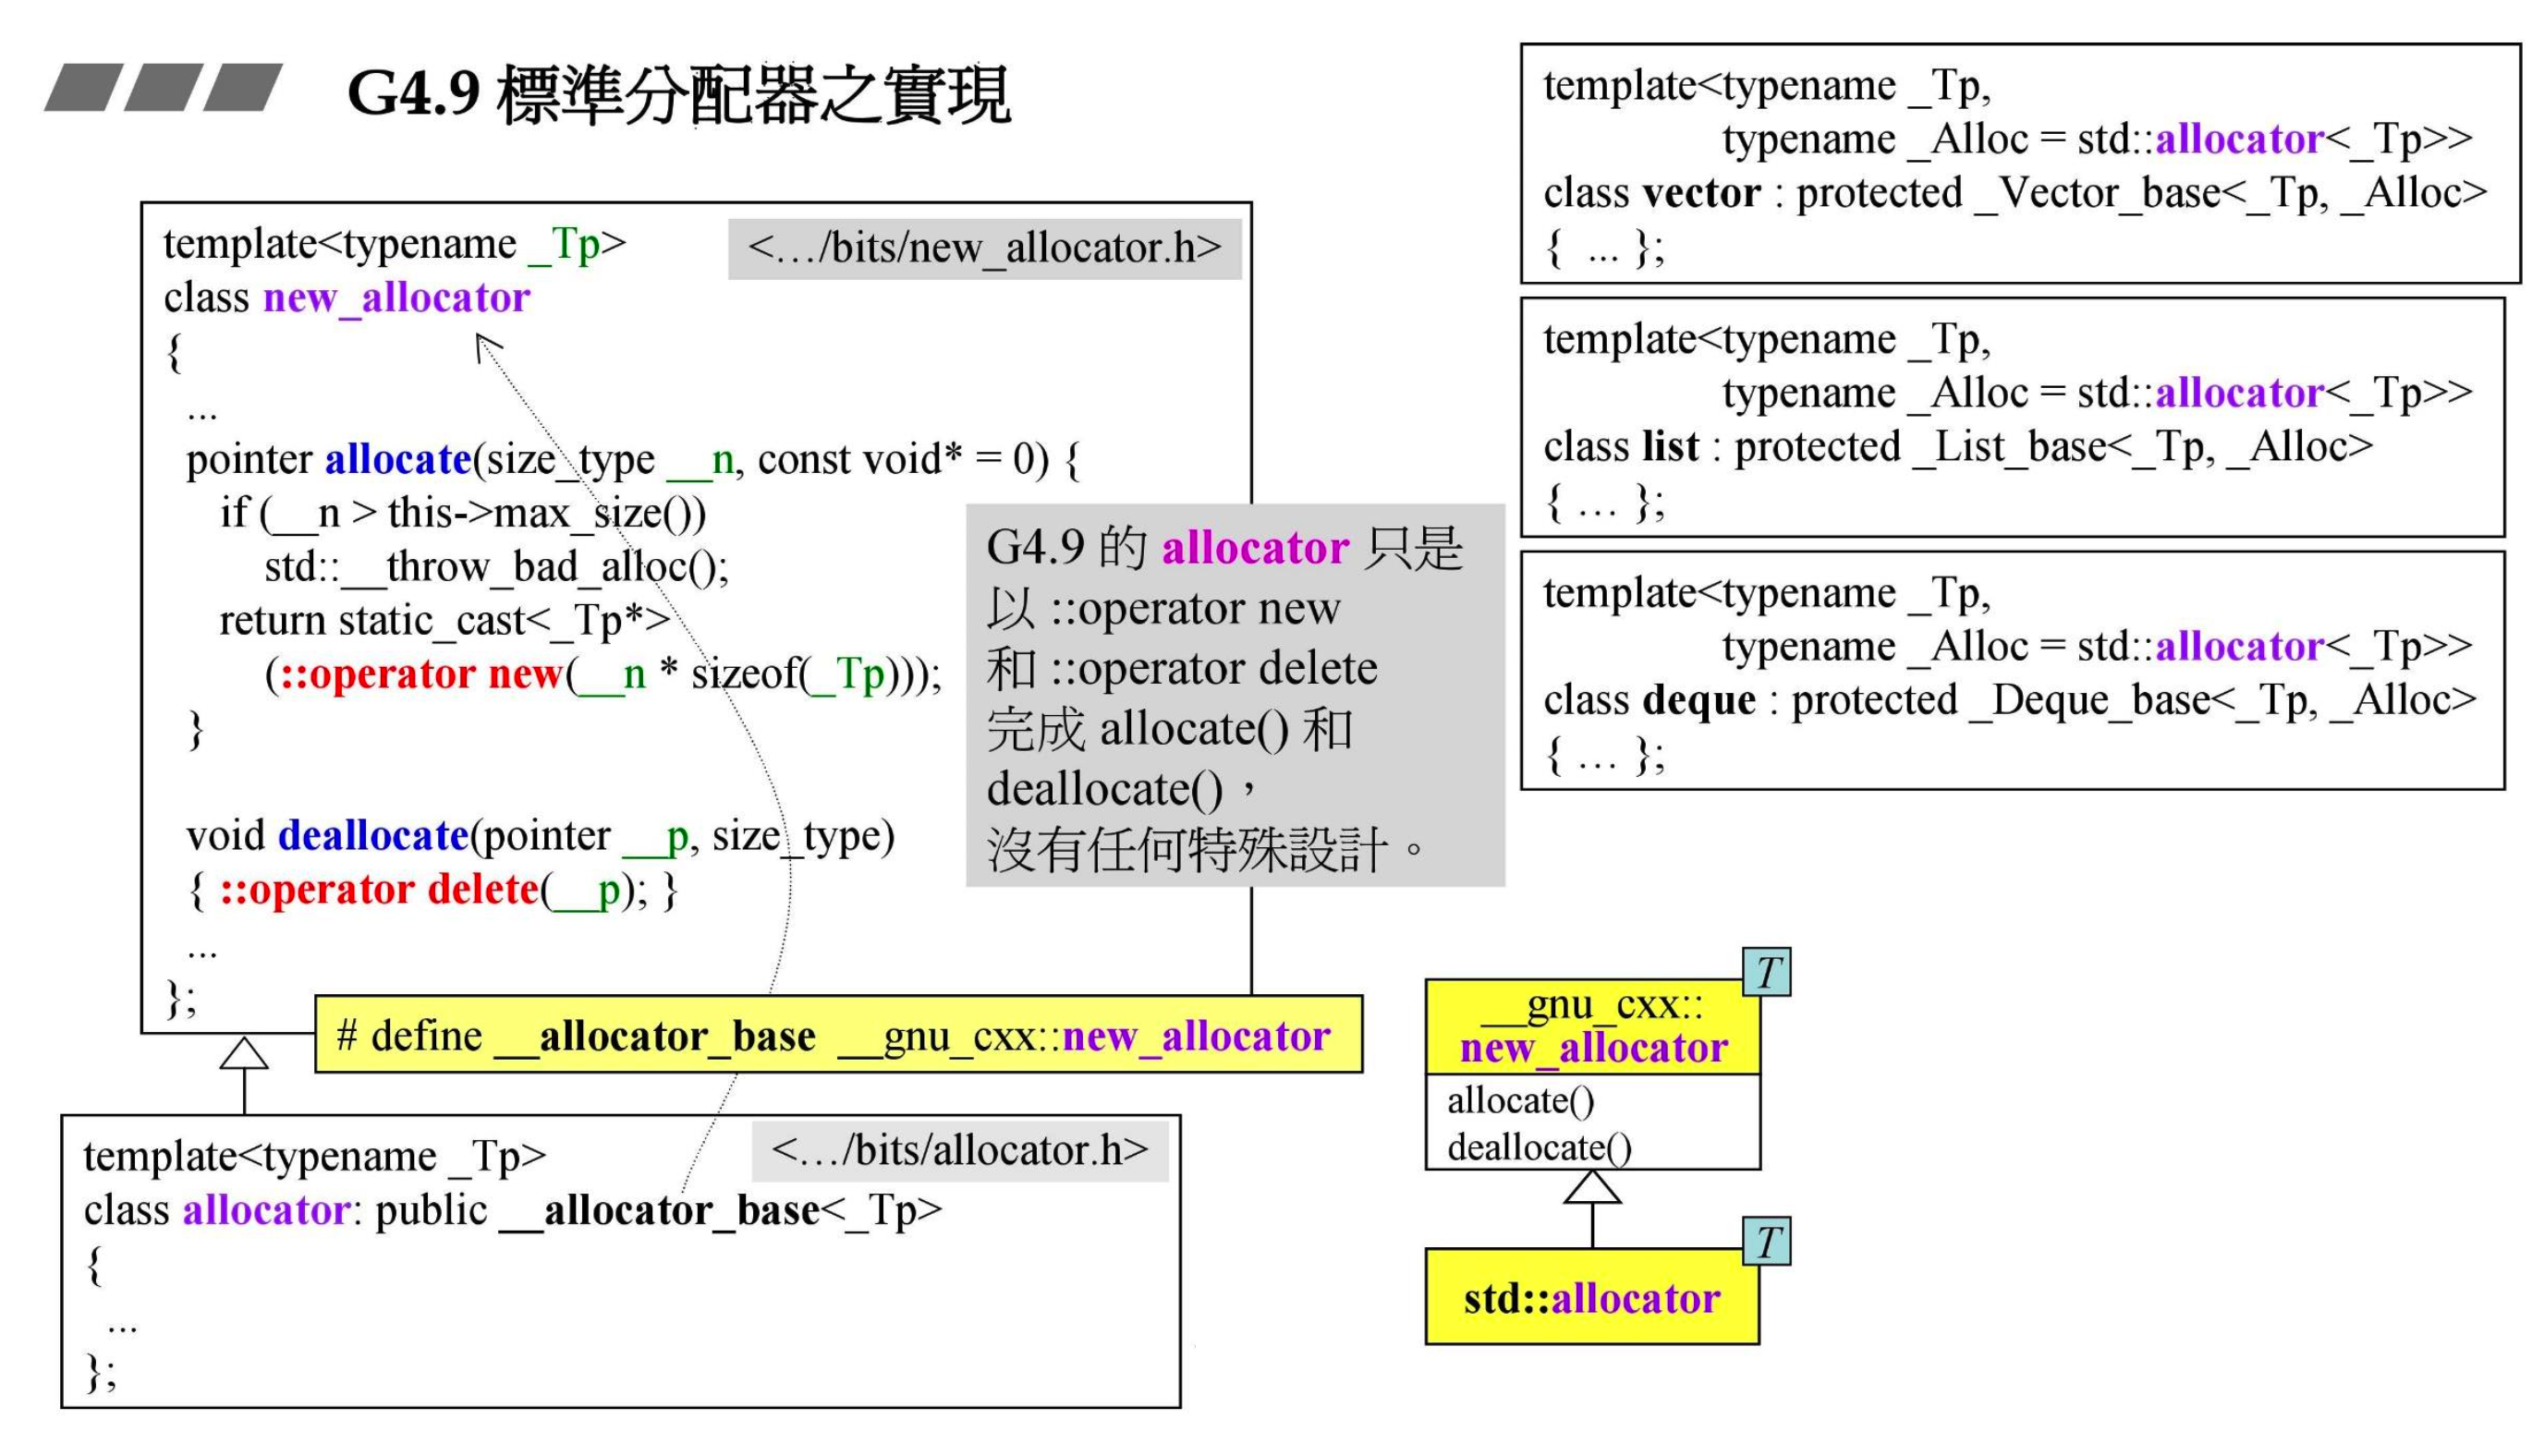 G4.9 標準分配器之實現
template<typename _Tp>
<…/bits/new_allocator.h>
class new_allocator
{
...
pointer allocate(size_type __n, const void* = 0) {
if (__n > this->max_size())
std::__throw_bad_alloc();
return static_cast<_Tp*>
(::operator new(__n * sizeof(_Tp)));
}
void deallocate(pointer __p, size_type)
{ ::operator delete(__p); }
...
};
# define __allocator_base __gnu_cxx::new_allocator
template<typename _Tp>
<…/bits/allocator.h>
class allocator: public __allocator_base<_Tp>
{
...
};
G4.9 的 allocator 只是
以 ::operator new
和 ::operator delete
完成 allocate() 和
deallocate()，
沒有任何特殊設計。
template<typename _Tp,
typename _Alloc = std::allocator<_Tp>>
class vector : protected _Vector_base<_Tp, _Alloc>
{ ... };
template<typename _Tp,
typename _Alloc = std::allocator<_Tp>>
class list : protected _List_base<_Tp, _Alloc>
{ … };
template<typename _Tp,
typename _Alloc = std::allocator<_Tp>>
class deque : protected _Deque_base<_Tp, _Alloc>
{ … };
T
__gnu_cxx::
new_allocator
allocate()
deallocate()
T
std::allocator